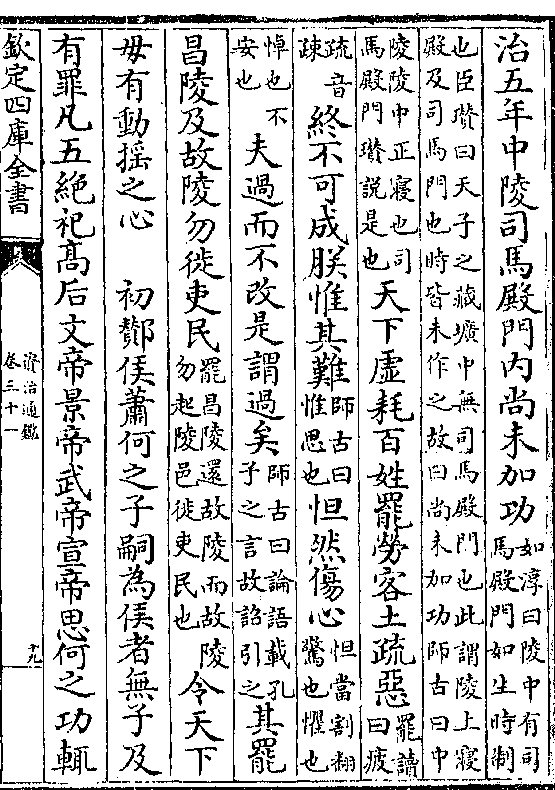 治五年中陵司馬殿門内尚未加功如淳曰陵中有司馬殿門如生時制
也臣瓚曰天子之藏壙中無司馬殿門也此謂陵上寢殿及司馬門也時皆未作之故曰尚未加功師古曰中
陵陵中正寢也司馬殿門瓚説是也天下虚耗百姓罷勞客土疏惡罷讀曰疲
疏音疎終不可成朕惟其難師古曰惟思也怛然傷心怛當割翻驚也懼也
悼也不安也夫過而不改是謂過矣師古曰論語載孔子之言故詔引之其罷
昌陵及故陵勿徙吏民罷昌陵還故陵而故陵勿起陵邑徙吏民也令天下
毋有動揺之心　初酇侯蕭何之子嗣為侯者無子及
有罪凡五絶祀髙后文帝景帝武帝宣帝思何之功輒
欽定四庫全書
資治通鑑
卷三十一
十九